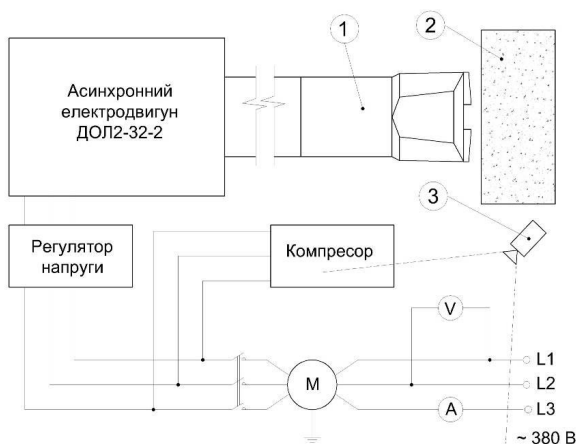 1
2
Асинхронний
електродвигун
ДОЛ2-32-2
3
Регулятор
напруги
Компресор
V
L1
M
L2
A
L3
~ 380 В